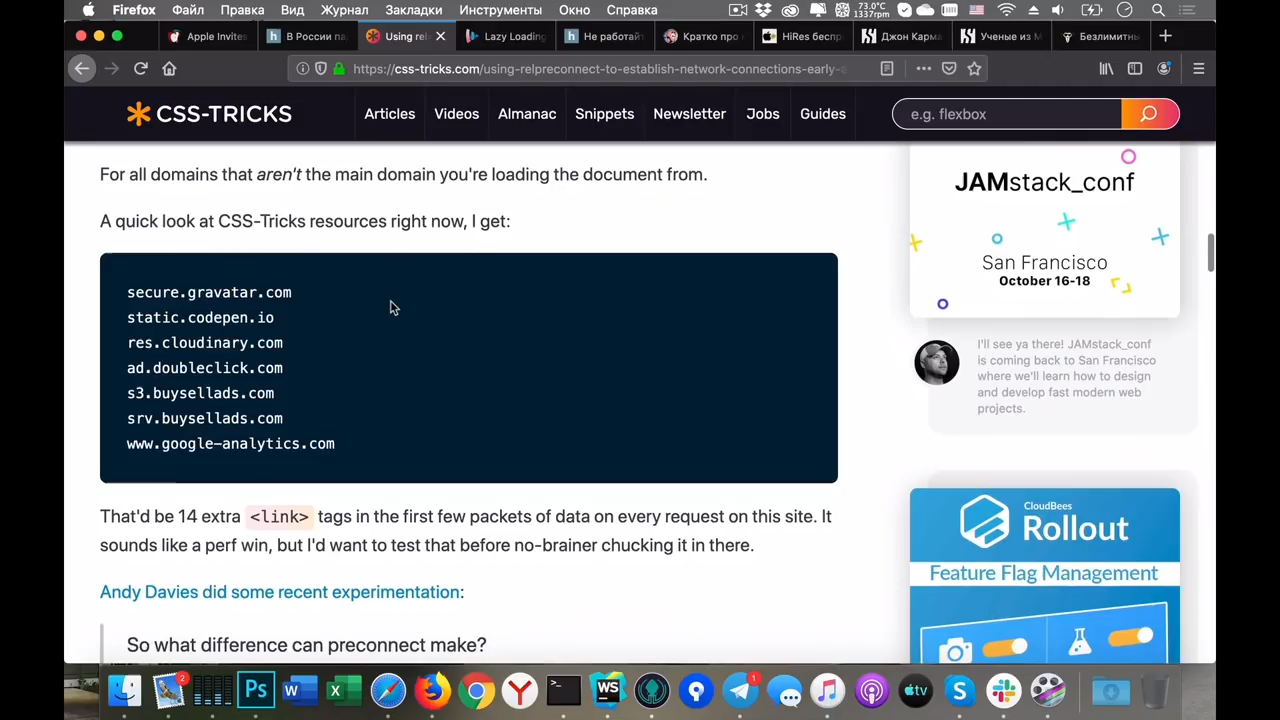 Firefox Файл Правка Вид Журнал Закладки Инструменты Окно Справка 73.0°C 1337rpm
Apple Invites
В России па
Using rel
Lazy Loading
Не работай
Кратко про
HiRes беспр
Джон Карма
Ученые из М
Безлимитны
https://css-tricks.com/using-relpreconnect-to-establish-network-connections-early-a
CSS-TRICKS
Articles Videos Almanac Snippets Newsletter Jobs Guides
e.g. flexbox
For all domains that aren't the main domain you're loading the document from.
A quick look at CSS-Tricks resources right now, I get:
secure.gravatar.com
static.codepen.io
res.cloudinary.com
ad.doubleclick.com
s3.buysellads.com
srv.buysellads.com
www.google-analytics.com
That'd be 14 extra <link> tags in the first few packets of data on every request on this site. It
sounds like a perf win, but I'd want to test that before no-brainer chucking it in there.
Andy Davies did some recent experimentation:
So what difference can preconnect make?
JAMstack_conf
San Francisco
October 16-18
I'll see ya there! JAMstack_conf
is coming back to San Francisco
where we'll learn how to design
and develop fast modern web
projects.
CloudBees
Rollout
Feature Flag Management
2
Ps
W
X
Y
WS
1
tv
S